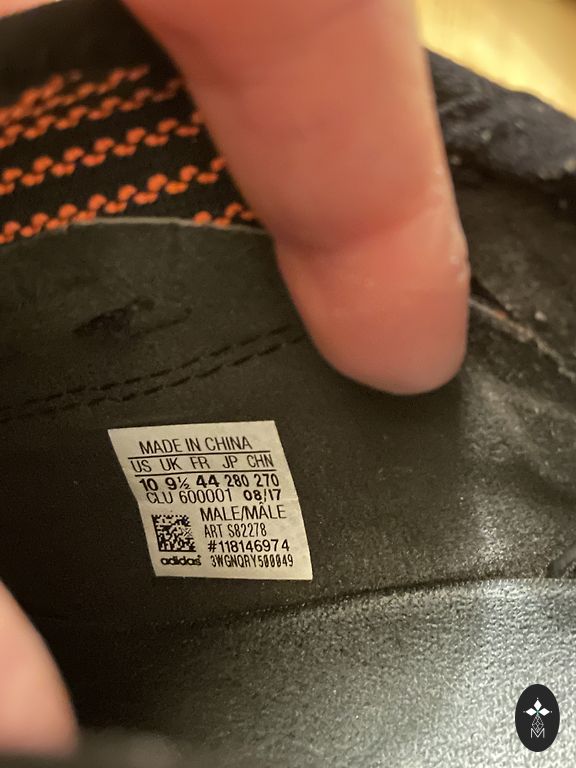 MADE IN CHINA
US UK FR JP CHN
10 9½ 44 280 270
CLU 600001 08/17
MALE/MÂLE
ART S82278
#118146974
adidas 3WGNQRY500049
M